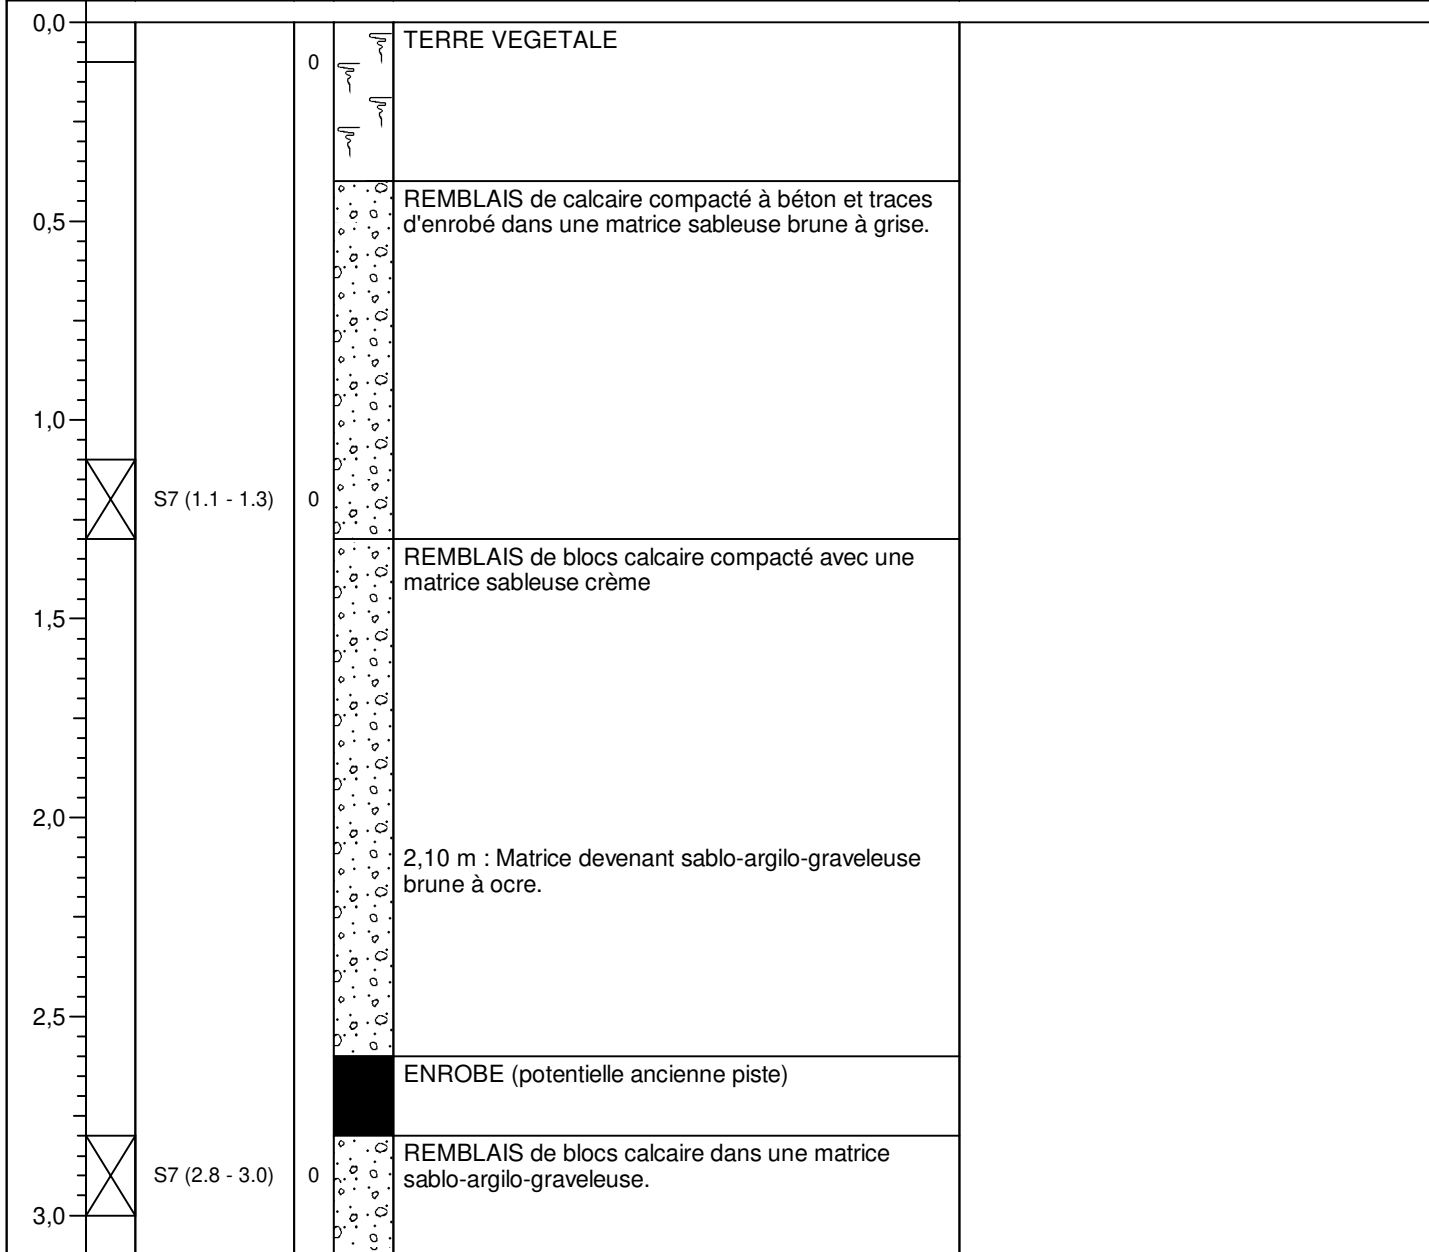 0,0
0
TERRE VEGETALE
REMBLAIS de calcaire compacté à béton et traces
d'enrobé dans une matrice sableuse brune à grise.
0,5
1,0
S7 (1.1 - 1.3)
0
REMBLAIS de blocs calcaire compacté avec une
matrice sableuse crème
1,5
2,0
2,10 m : Matrice devenant sablo-argilo-graveleuse
brune à ocre.
2,5
ENROBE (potentielle ancienne piste)
REMBLAIS de blocs calcaire dans une matrice
sablo-argilo-graveleuse.
S7 (2.8 - 3.0)
0
3,0